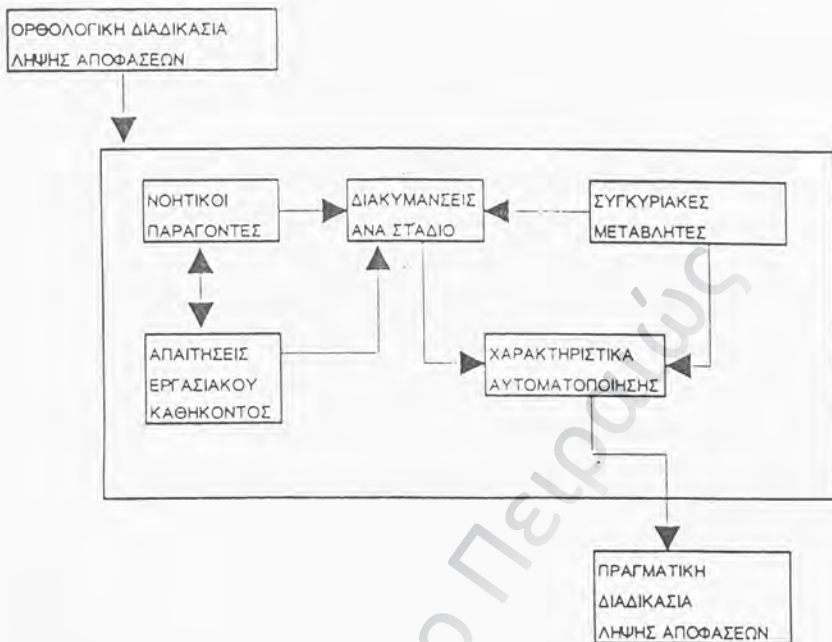 ΟΡΘΟΛΟΓΙΚΗ ΔΙΑΔΙΚΑΣΙΑ
ΛΗΨΗΣ ΑΠΟΦΑΣΕΩΝ
ΝΟΗΤΙΚΟΙ
ΠΑΡΑΓΟΝΤΕΣ
ΔΙΑΚΥΜΑΝΣΕΙΣ
ΑΝΑ ΣΤΑΔΙΟ
ΣΥΓΚΥΡΙΑΚΕΣ
ΜΕΤΑΒΛΗΤΕΣ
ΑΠΑΙΤΗΣΕΙΣ
ΕΡΓΑΣΙΑΚΟΥ
ΚΑΘΗΚΟΝΤΟΣ
ΧΑΡΑΚΤΗΡΙΣΤΙΚΑ
ΑΥΤΟΜΑΤΟΠΟΙΗΣΗΣ
ΠΡΑΓΜΑΤΙΚΗ
ΔΙΑΔΙΚΑΣΙΑ
ΛΗΨΗΣ ΑΠΟΦΑΣΕΩΝ
Πειραιώς